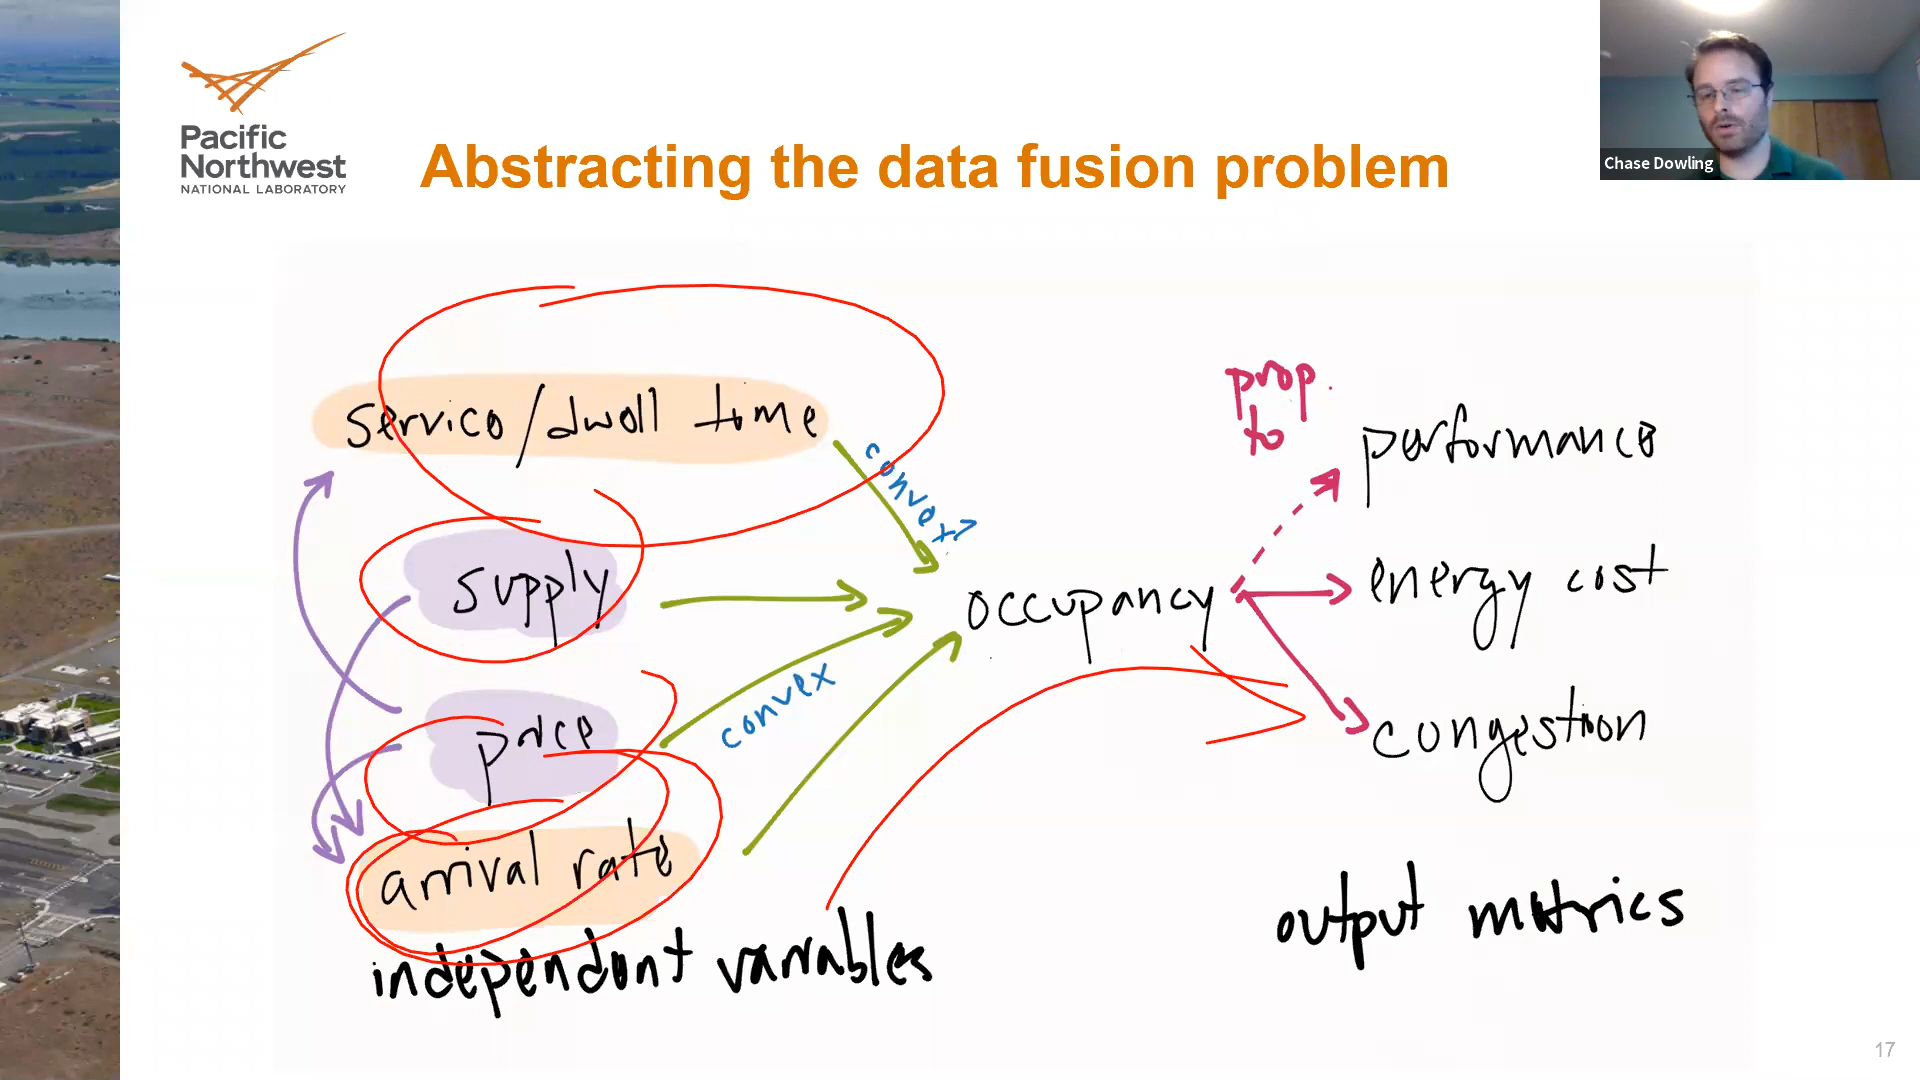 Pacific
Northwest
NATIONAL LABORATORY
Abstracting the data fusion problem
Chase Dowling
service/dwell time
convex?
prop.
to
performance
supply
occupancy
energy cost
price
convex
congestion
arrival rate
independent variables
output metrics
17